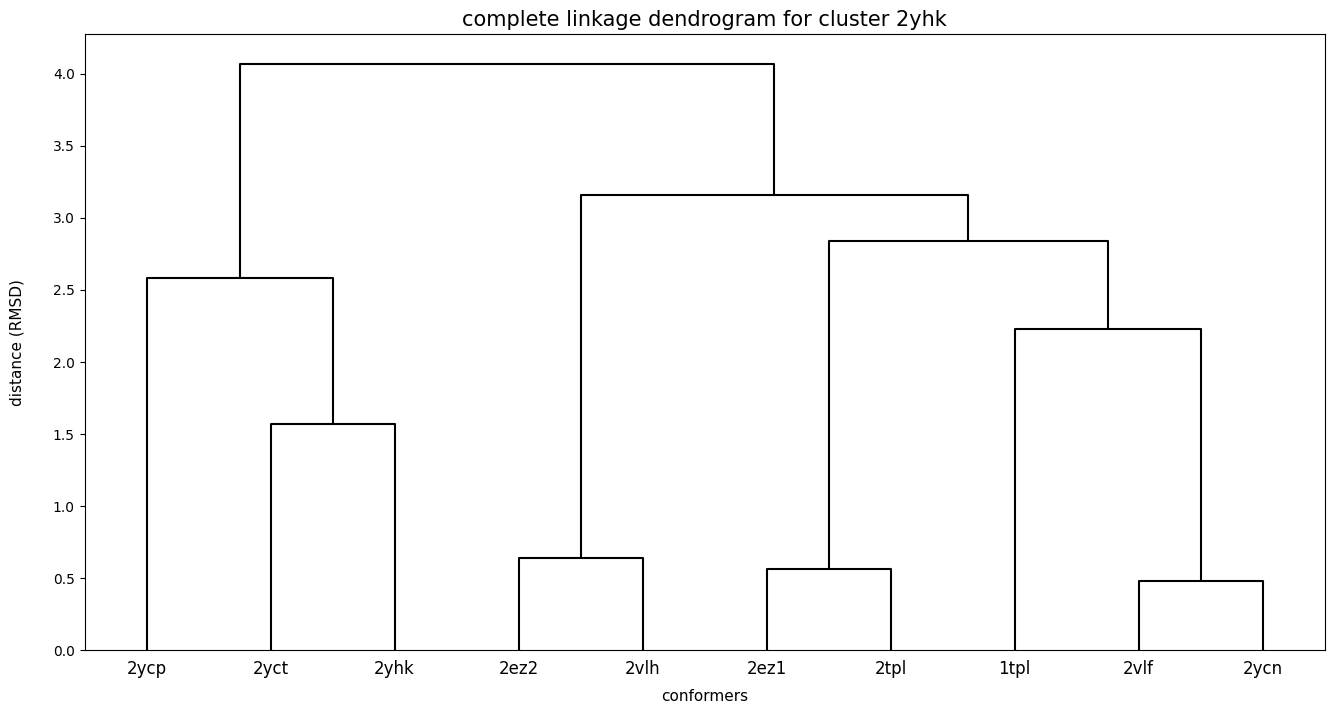 complete linkage dendrogram for cluster 2yhk
4.0
3.5
3.0
2.5
2.0
1.5
1.0
0.5
0.0
distance (RMSD)
2ycp 2yct 2yhk 2ez2 2vlh 2ez1 2tpl 1tpl 2vlf 2ycn
conformers